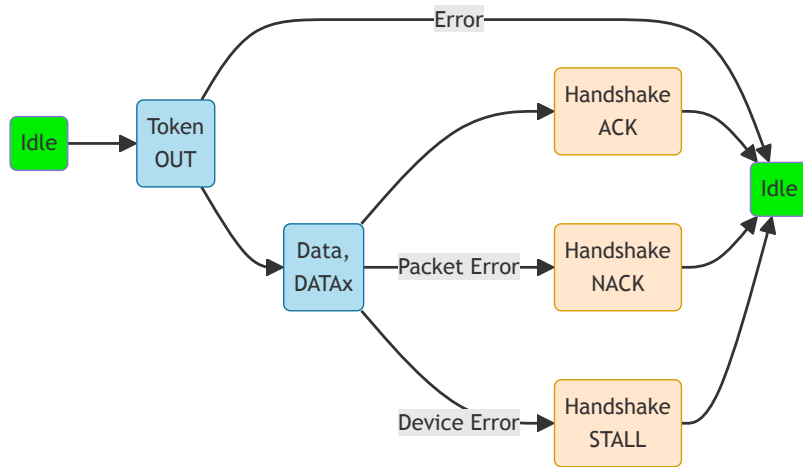 Error
Idle
Token
OUT
Handshake
ACK
Idle
Data,
DATAx
Packet Error
Handshake
NACK
Device Error
Handshake
STALL